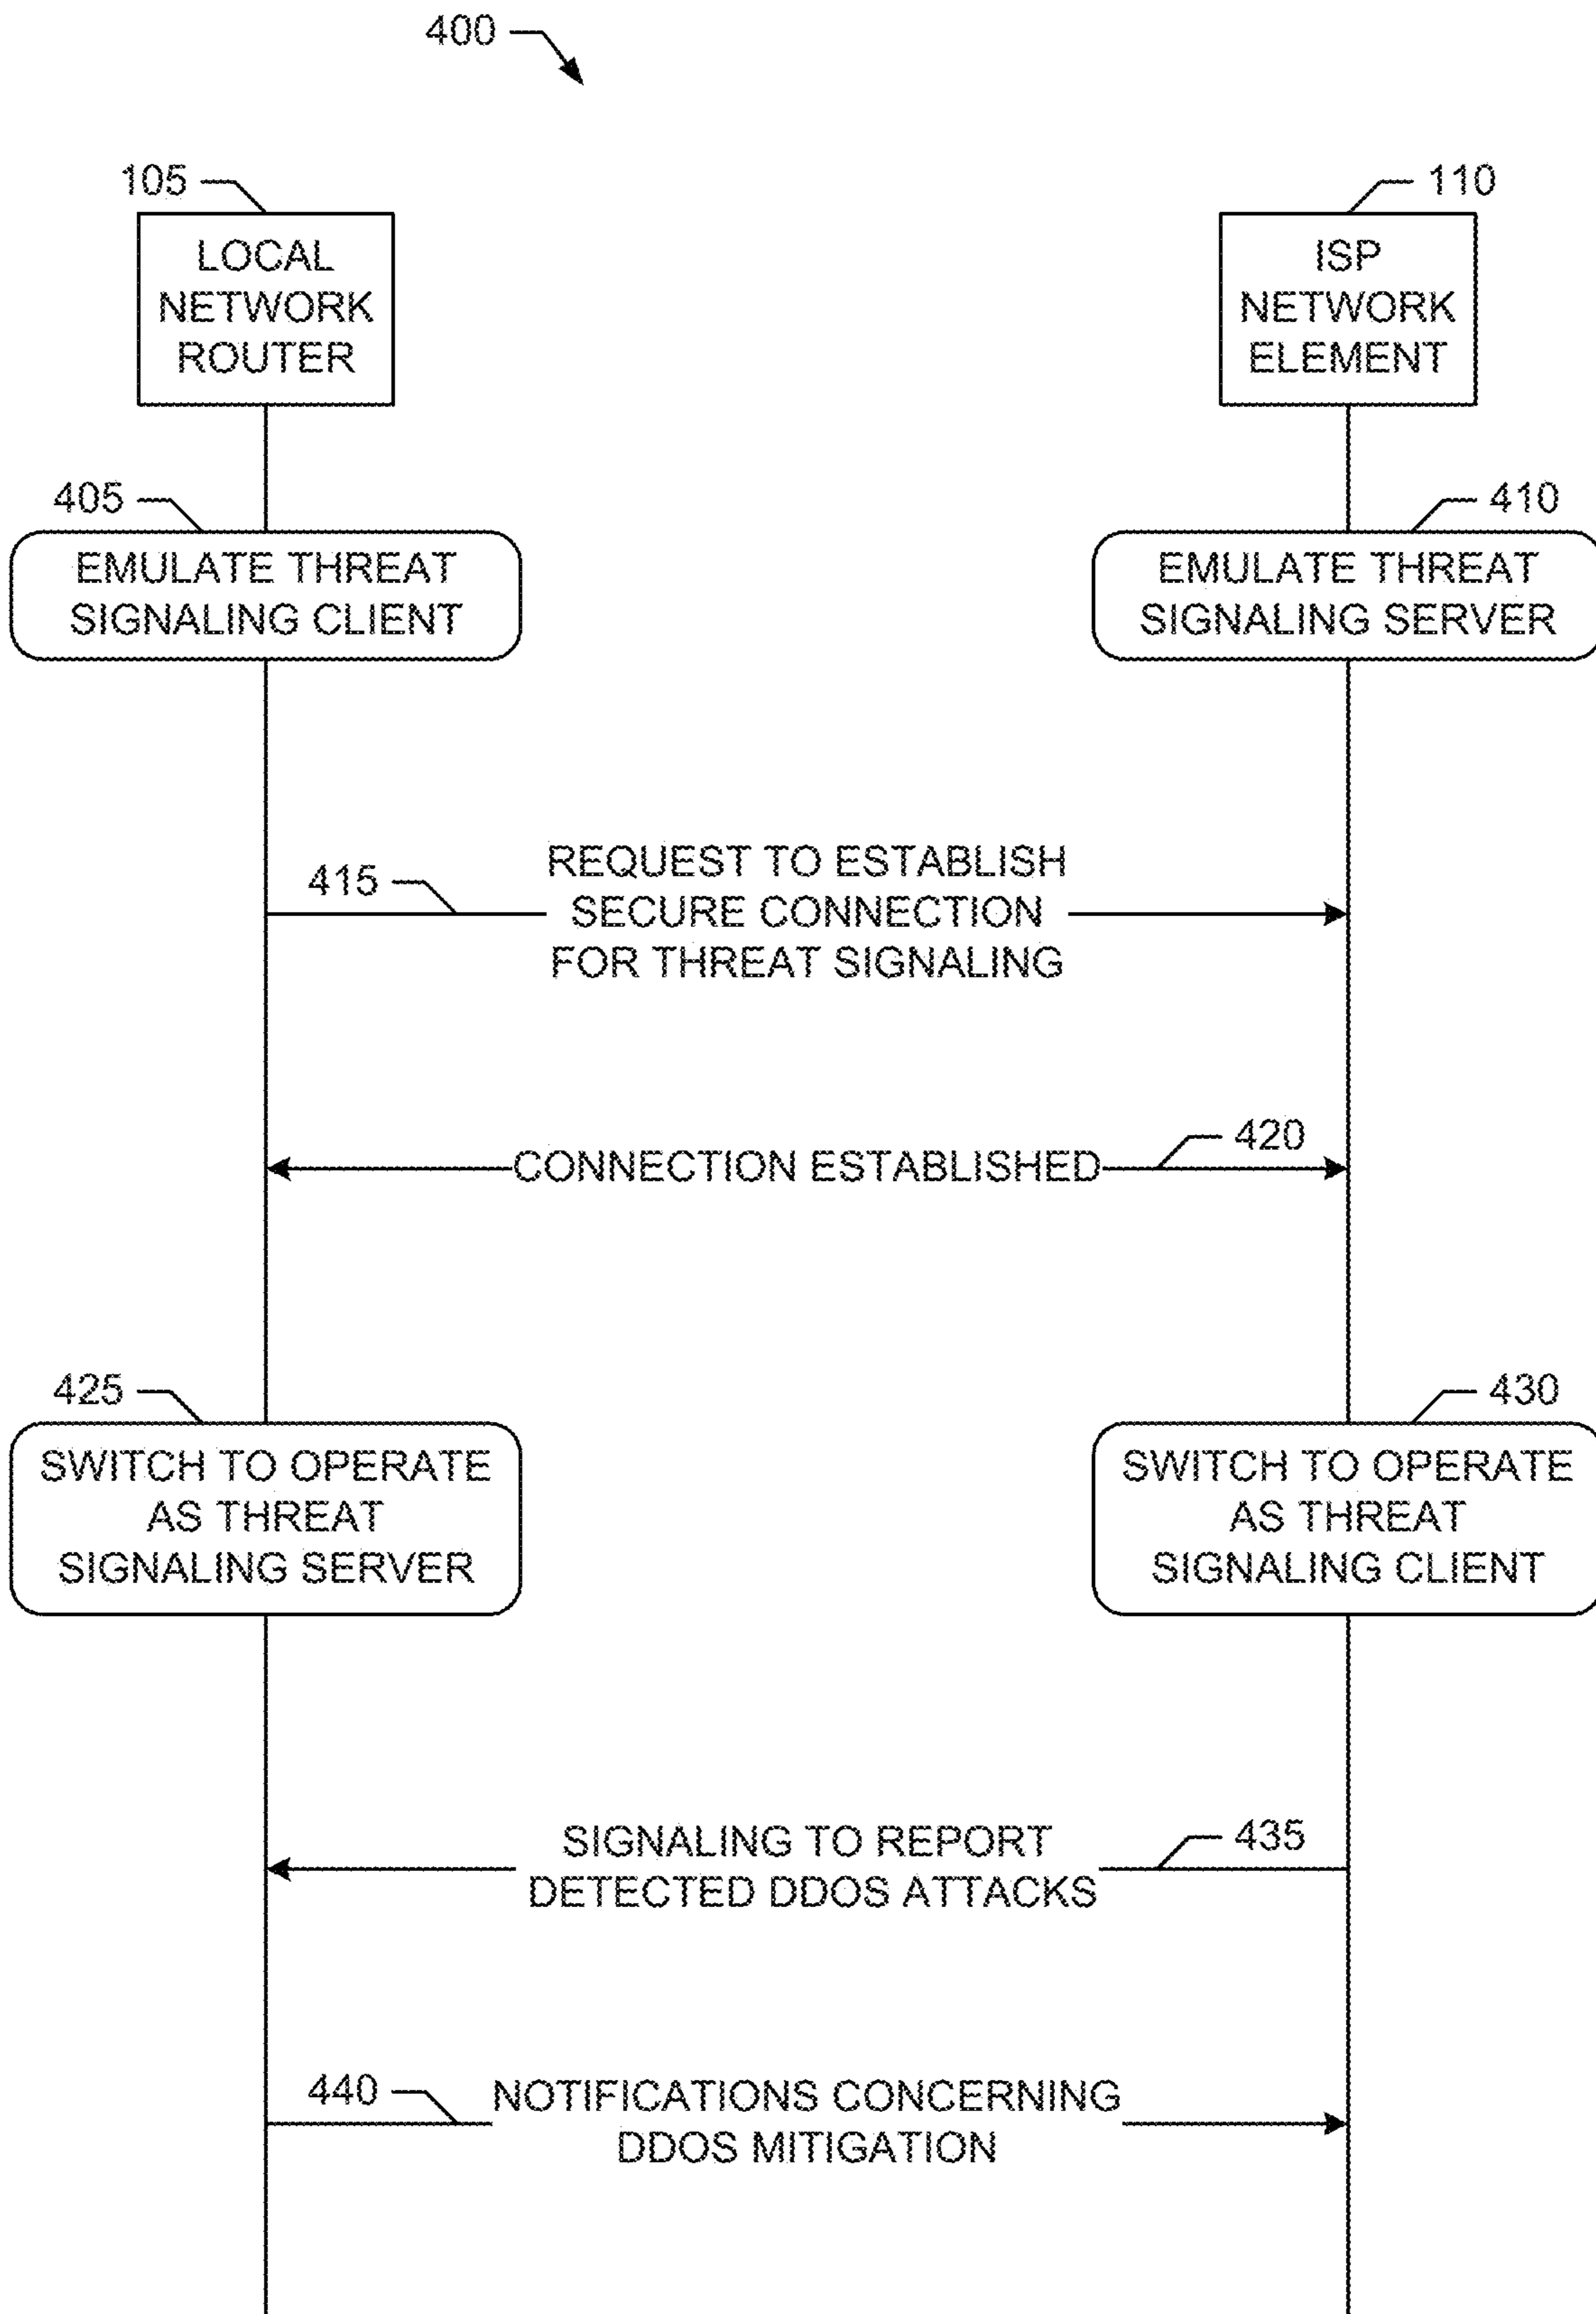 400
105
110
LOCAL
NETWORK
ROUTER
ISP
NETWORK
ELEMENT
405
410
EMULATE THREAT
SIGNALING CLIENT
EMULATE THREAT
SIGNALING SERVER
415
REQUEST TO ESTABLISH
SECURE CONNECTION
FOR THREAT SIGNALING
420
CONNECTION ESTABLISHED
425
430
SWITCH TO OPERATE
AS THREAT
SIGNALING SERVER
SWITCH TO OPERATE
AS THREAT
SIGNALING CLIENT
SIGNALING TO REPORT
DETECTED DDOS ATTACKS
435
440
NOTIFICATIONS CONCERNING
DDOS MITIGATION